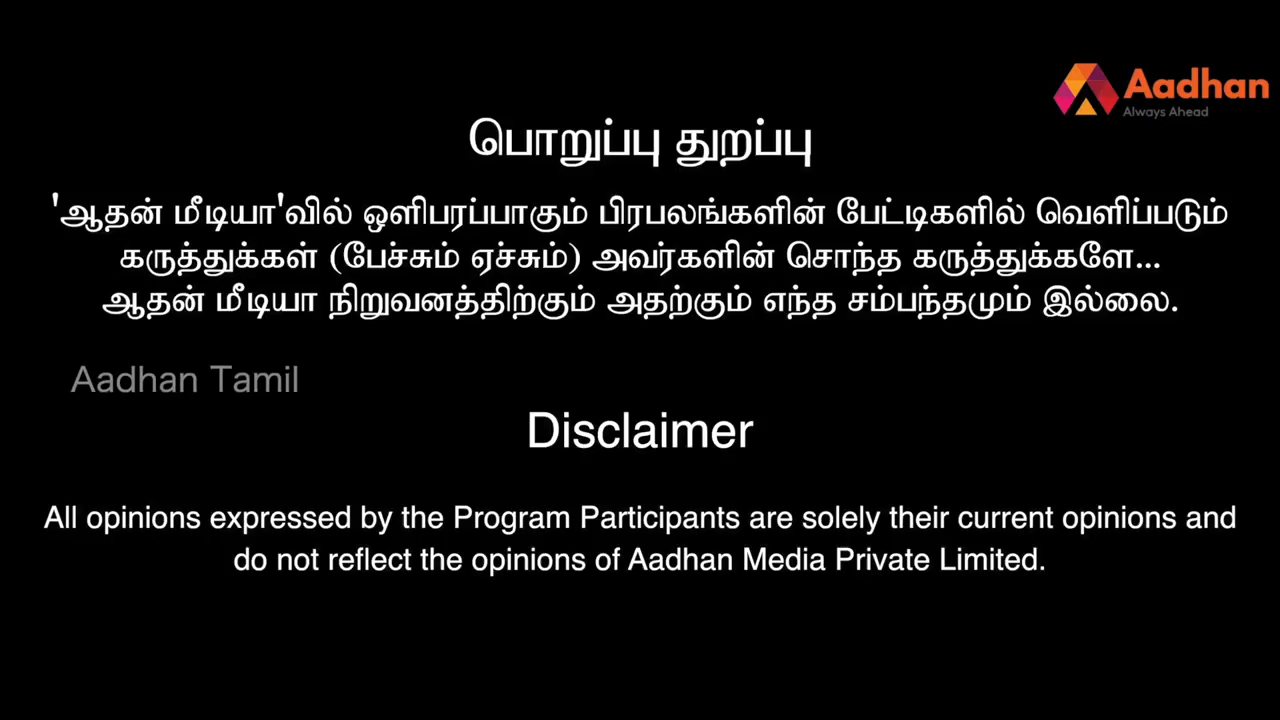 Aadhan
Always Ahead
பொறுப்பு துறப்பு
'ஆதன் மீடியா'வில் ஒளிபரப்பாகும் பிரபலங்களின் பேட்டிகளில் வெளிப்படும்
கருத்துக்கள் (பேச்சும் ஏச்சும்) அவர்களின் சொந்த கருத்துக்களே...
ஆதன் மீடியா நிறுவனத்திற்கும் அதற்கும் எந்த சம்பந்தமும் இல்லை.
Aadhan Tamil
Disclaimer
All opinions expressed by the Program Participants are solely their current opinions and
do not reflect the opinions of Aadhan Media Private Limited.